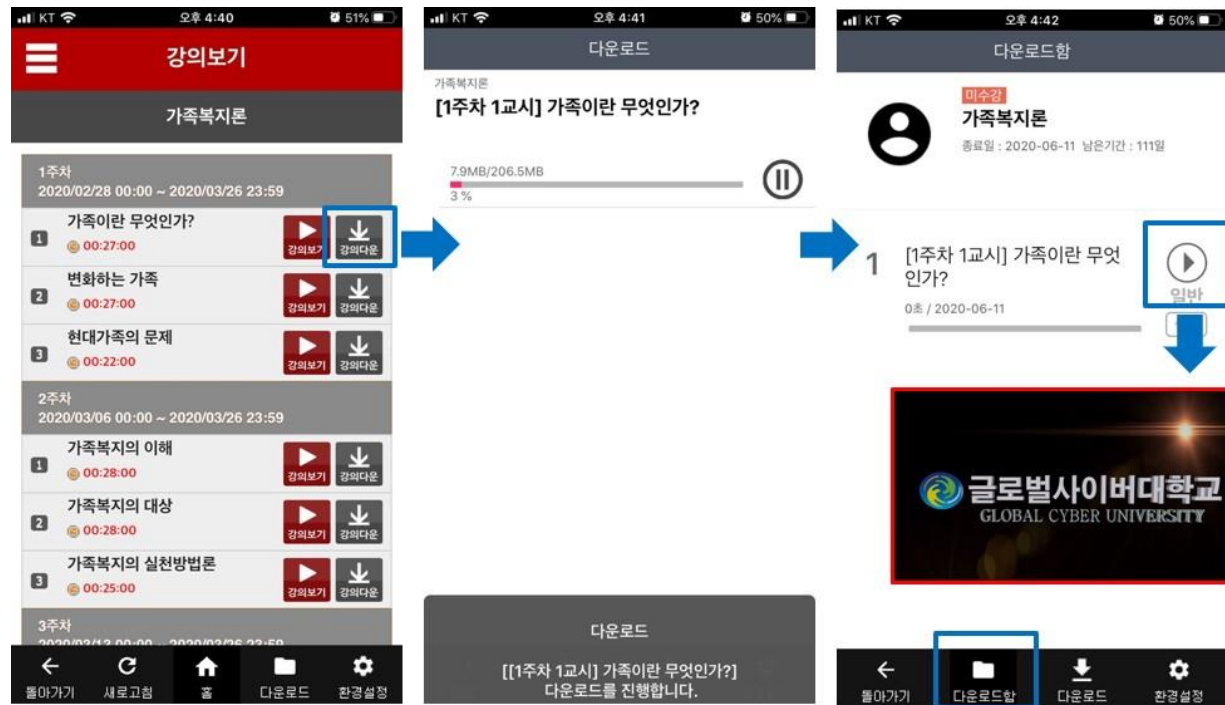 KT 오후 4:40 51%
강의보기
가족복지론
1주차
2020/02/28 00:00 ~ 2020/03/26 23:59
1 가족이란 무엇인가?
00:27:00
강의보기 강의다운
2 변화하는 가족
00:27:00
강의보기 강의다운
3 현대가족의 문제
00:22:00
강의보기 강의다운
2주차
2020/03/06 00:00 ~ 2020/03/26 23:59
1 가족복지의 이해
00:28:00
강의보기 강의다운
2 가족복지의 대상
00:28:00
강의보기 강의다운
3 가족복지의 실천방법론
00:25:00
강의보기 강의다운
3주차
2020/03/13 00:00 ~ 2020/03/26 23:59
돌아가기 새로고침 홈 다운로드 환경설정
KT 오후 4:41 50%
다운로드
가족복지론
[1주차 1교시] 가족이란 무엇인가?
7.9MB/206.5MB
3 %
다운로드
[[1주차 1교시] 가족이란 무엇인가?]
다운로드를 진행합니다.
KT 오후 4:42 50%
다운로드함
미수강
가족복지론
종료일 : 2020-06-11 남은기간 : 111일
1 [1주차 1교시] 가족이란 무엇
인가?
일반
0초 / 2020-06-11
글로벌사이버대학교
GLOBAL CYBER UNIVERSITY
돌아가기 다운로드함 다운로드 환경설정